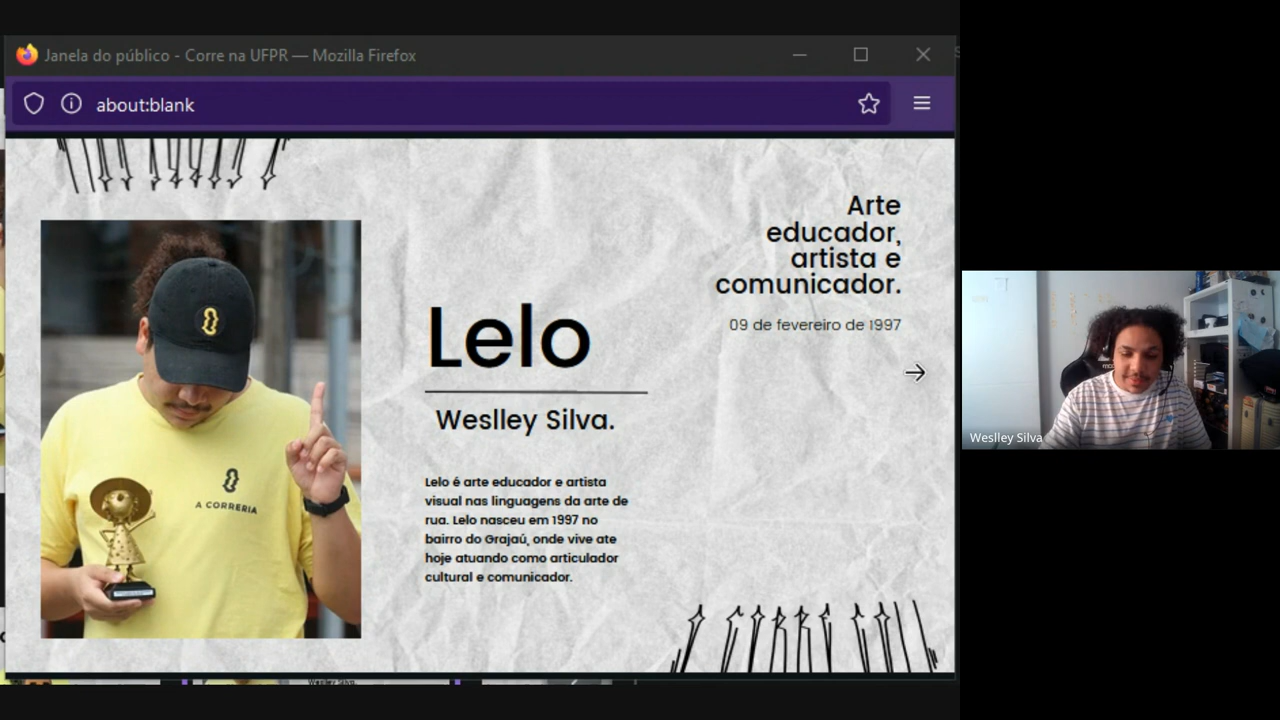 Janela do público - Corre na UFPR — Mozilla Firefox
about:blank
Arte
educador,
artista e
comunicador.
09 de fevereiro de 1997
Lelo
Weslley Silva.
Lelo é arte educador e artista
visual nas linguagens da arte de
rua. Lelo nasceu em 1997 no
bairro do Grajaú, onde vive ate
hoje atuando como articulador
cultural e comunicador.
A CORRERIA
Weslley Silva
Weslley Silva.